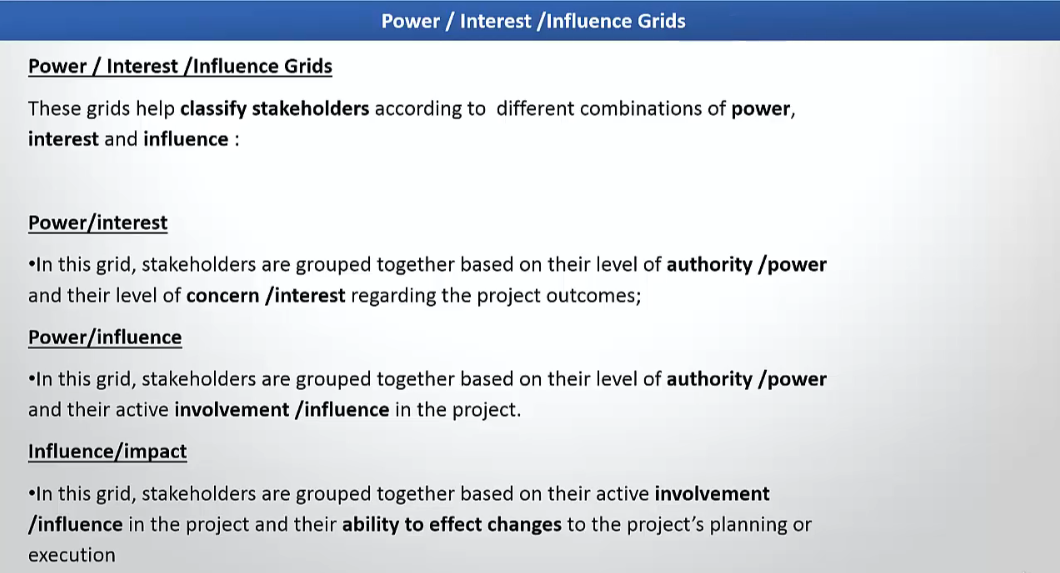 Power / Interest /Influence Grids
Power / Interest /Influence Grids
These grids help classify stakeholders according to  different combinations of power,
interest and influence :
Power/interest
•In this grid, stakeholders are grouped together based on their level of authority /power
and their level of concern /interest regarding the project outcomes;
Power/influence
•In this grid, stakeholders are grouped together based on their level of authority /power
and their active involvement /influence in the project.
Influence/impact
•In this grid, stakeholders are grouped together based on their active involvement
/influence in the project and their ability to effect changes to the project’s planning or
execution